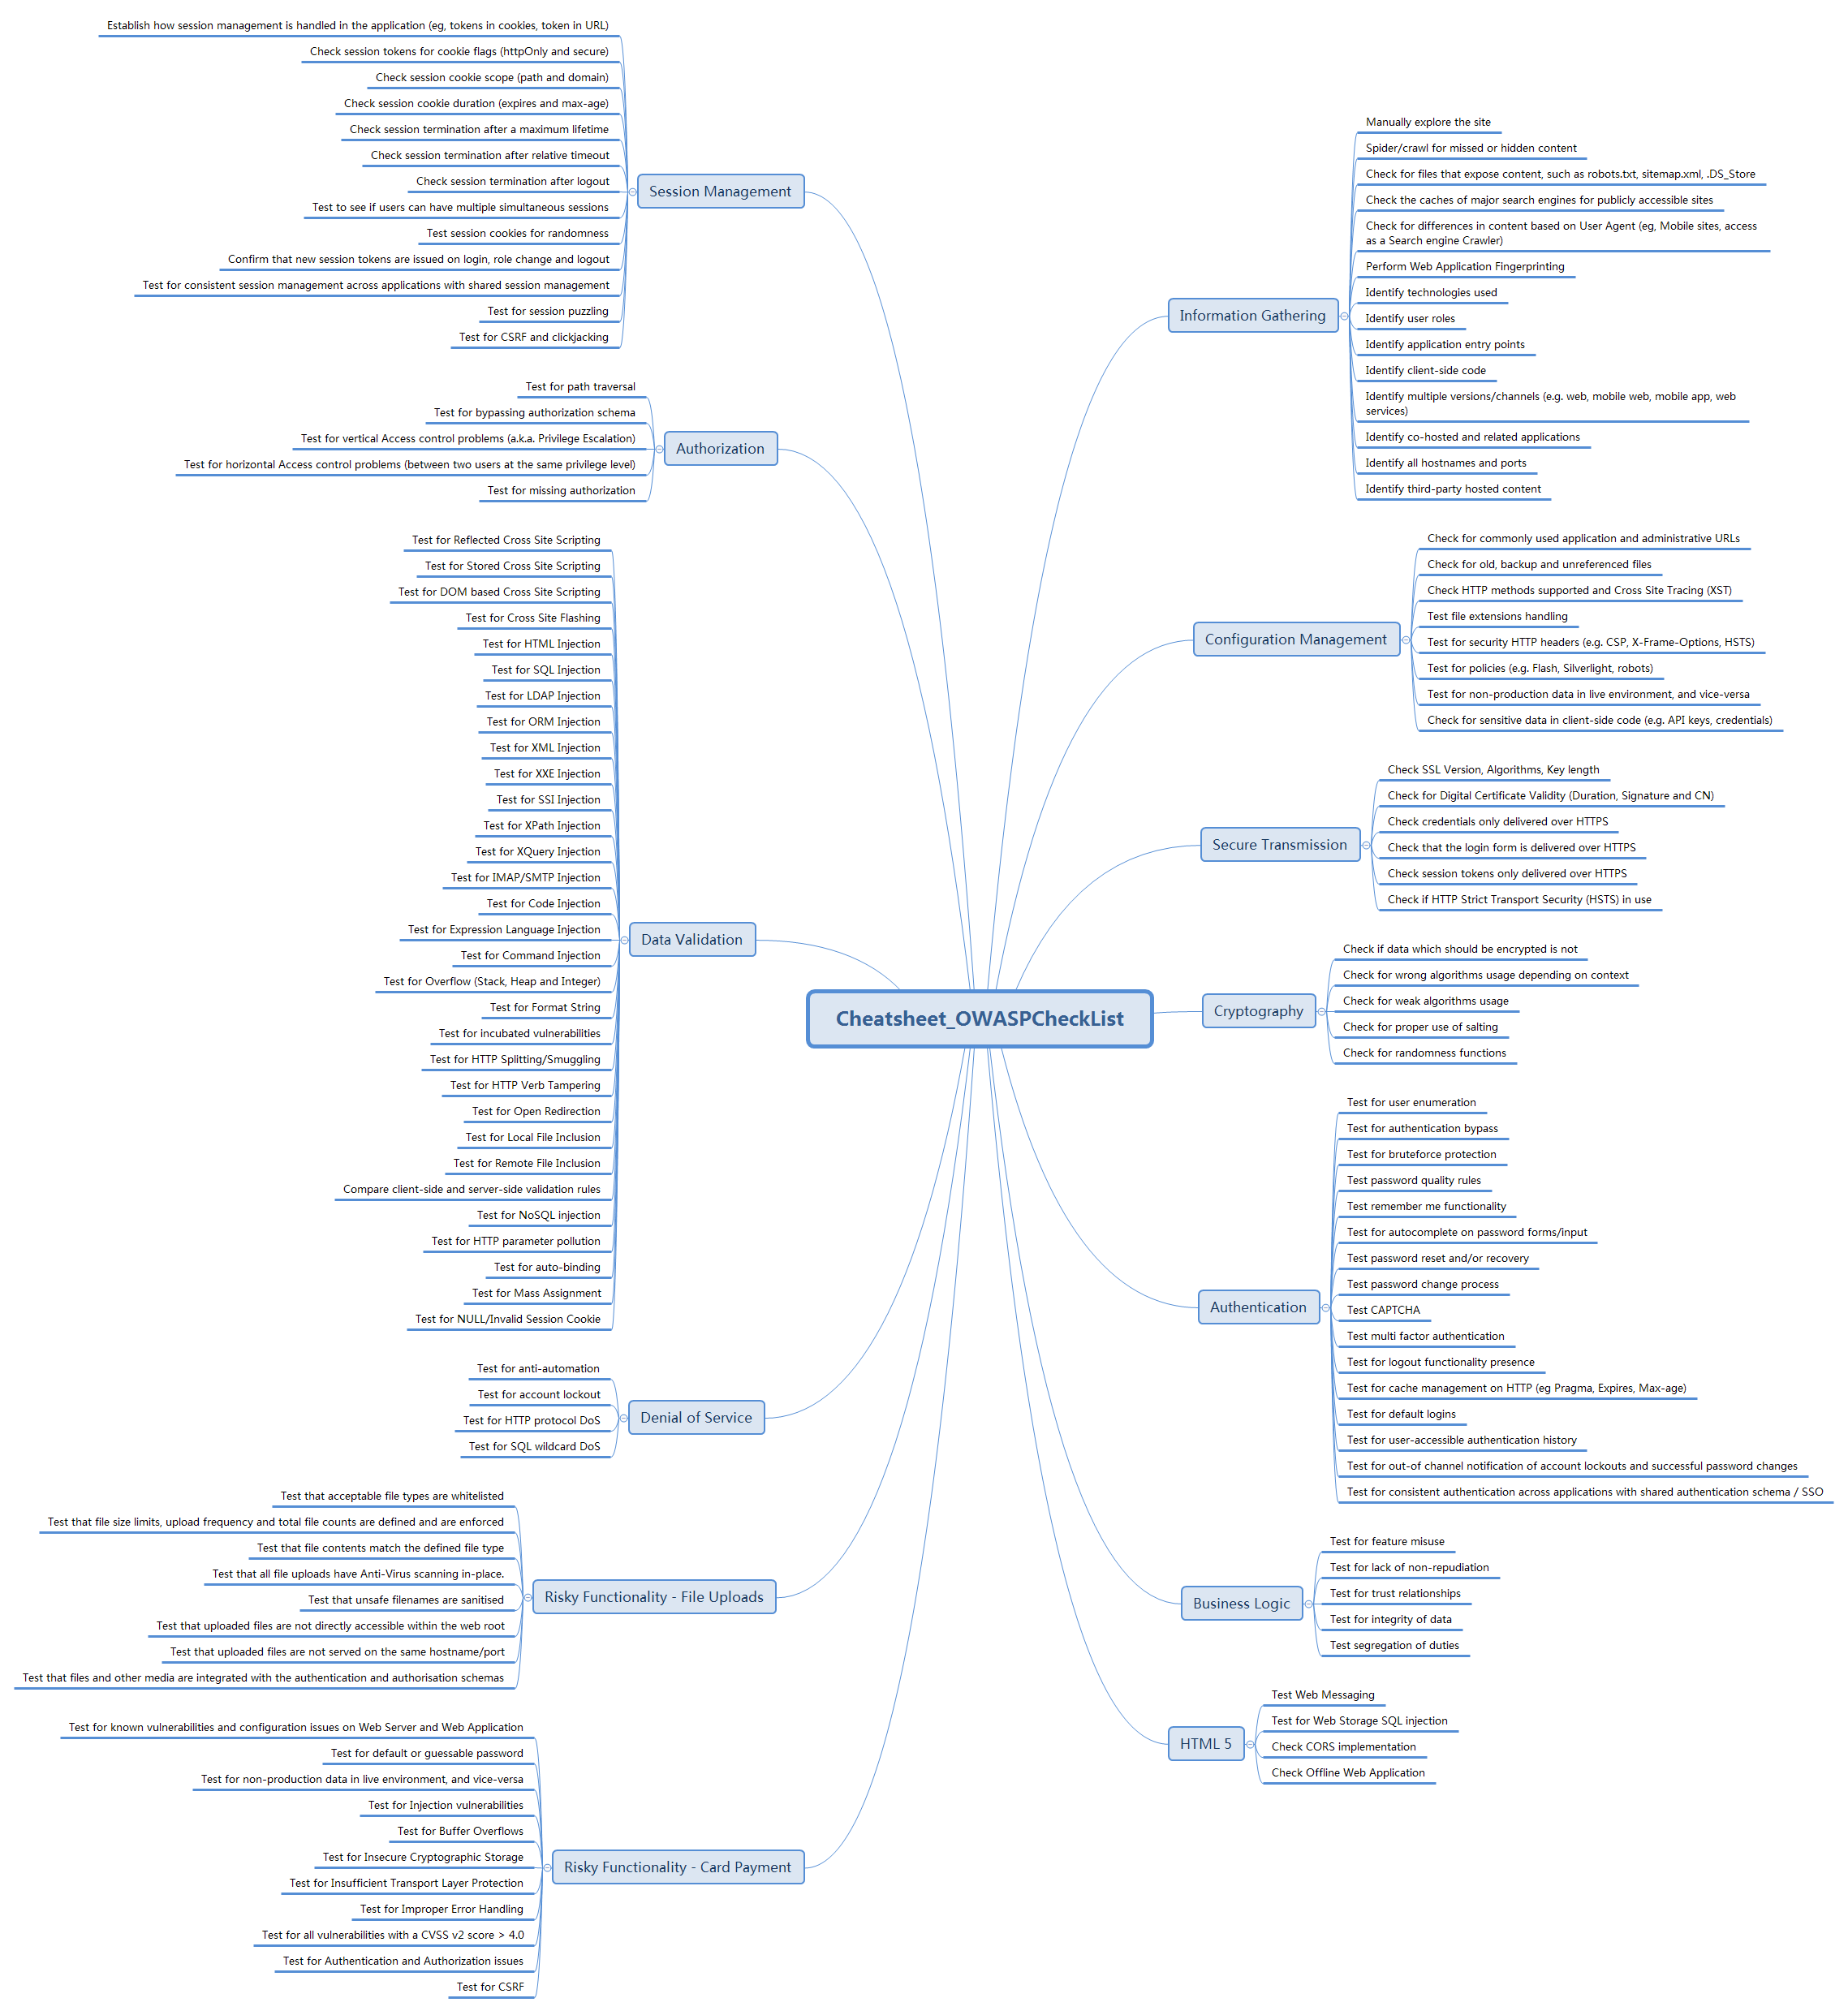 Cheatsheet_OWASPCheckList
Information Gathering
Manually explore the site
Spider/crawl for missed or hidden content
Check for files that expose content, such as robots.txt, sitemap.xml, .DS_Store
Check the caches of major search engines for publicly accessible sites
Check for differences in content based on User Agent (eg, Mobile sites, access
as a Search engine Crawler)
Perform Web Application Fingerprinting
Identify technologies used
Identify user roles
Identify application entry points
Identify client-side code
Identify multiple versions/channels (e.g. web, mobile web, mobile app, web
services)
Identify co-hosted and related applications
Identify all hostnames and ports
Identify third-party hosted content
Configuration Management
Check for commonly used application and administrative URLs
Check for old, backup and unreferenced files
Check HTTP methods supported and Cross Site Tracing (XST)
Test file extensions handling
Test for security HTTP headers (e.g. CSP, X-Frame-Options, HSTS)
Test for policies (e.g. Flash, Silverlight, robots)
Test for non-production data in live environment, and vice-versa
Check for sensitive data in client-side code (e.g. API keys, credentials)
Secure Transmission
Check SSL Version, Algorithms, Key length
Check for Digital Certificate Validity (Duration, Signature and CN)
Check credentials only delivered over HTTPS
Check that the login form is delivered over HTTPS
Check session tokens only delivered over HTTPS
Check if HTTP Strict Transport Security (HSTS) in use
Cryptography
Check if data which should be encrypted is not
Check for wrong algorithms usage depending on context
Check for weak algorithms usage
Check for proper use of salting
Check for randomness functions
Authentication
Test for user enumeration
Test for authentication bypass
Test for bruteforce protection
Test password quality rules
Test remember me functionality
Test for autocomplete on password forms/input
Test password reset and/or recovery
Test password change process
Test CAPTCHA
Test multi factor authentication
Test for logout functionality presence
Test for cache management on HTTP (eg Pragma, Expires, Max-age)
Test for default logins
Test for user-accessible authentication history
Test for out-of channel notification of account lockouts and successful password changes
Test for consistent authentication across applications with shared authentication schema / SSO
Business Logic
Test for feature misuse
Test for lack of non-repudiation
Test for trust relationships
Test for integrity of data
Test segregation of duties
HTML 5
Test Web Messaging
Test for Web Storage SQL injection
Check CORS implementation
Check Offline Web Application
Session Management
Establish how session management is handled in the application (eg, tokens in cookies, token in URL)
Check session tokens for cookie flags (httpOnly and secure)
Check session cookie scope (path and domain)
Check session cookie duration (expires and max-age)
Check session termination after a maximum lifetime
Check session termination after relative timeout
Check session termination after logout
Test to see if users can have multiple simultaneous sessions
Test session cookies for randomness
Confirm that new session tokens are issued on login, role change and logout
Test for consistent session management across applications with shared session management
Test for session puzzling
Test for CSRF and clickjacking
Authorization
Test for path traversal
Test for bypassing authorization schema
Test for vertical Access control problems (a.k.a. Privilege Escalation)
Test for horizontal Access control problems (between two users at the same privilege level)
Test for missing authorization
Data Validation
Test for Reflected Cross Site Scripting
Test for Stored Cross Site Scripting
Test for DOM based Cross Site Scripting
Test for Cross Site Flashing
Test for HTML Injection
Test for SQL Injection
Test for LDAP Injection
Test for ORM Injection
Test for XML Injection
Test for XXE Injection
Test for SSI Injection
Test for XPath Injection
Test for XQuery Injection
Test for IMAP/SMTP Injection
Test for Code Injection
Test for Expression Language Injection
Test for Command Injection
Test for Overflow (Stack, Heap and Integer)
Test for Format String
Test for incubated vulnerabilities
Test for HTTP Splitting/Smuggling
Test for HTTP Verb Tampering
Test for Open Redirection
Test for Local File Inclusion
Test for Remote File Inclusion
Compare client-side and server-side validation rules
Test for NoSQL injection
Test for HTTP parameter pollution
Test for auto-binding
Test for Mass Assignment
Test for NULL/Invalid Session Cookie
Denial of Service
Test for anti-automation
Test for account lockout
Test for HTTP protocol DoS
Test for SQL wildcard DoS
Risky Functionality - File Uploads
Test that acceptable file types are whitelisted
Test that file size limits, upload frequency and total file counts are defined and are enforced
Test that file contents match the defined file type
Test that all file uploads have Anti-Virus scanning in-place.
Test that unsafe filenames are sanitised
Test that uploaded files are not directly accessible within the web root
Test that uploaded files are not served on the same hostname/port
Test that files and other media are integrated with the authentication and authorisation schemas
Risky Functionality - Card Payment
Test for known vulnerabilities and configuration issues on Web Server and Web Application
Test for default or guessable password
Test for non-production data in live environment, and vice-versa
Test for Injection vulnerabilities
Test for Buffer Overflows
Test for Insecure Cryptographic Storage
Test for Insufficient Transport Layer Protection
Test for Improper Error Handling
Test for all vulnerabilities with a CVSS v2 score > 4.0
Test for Authentication and Authorization issues
Test for CSRF